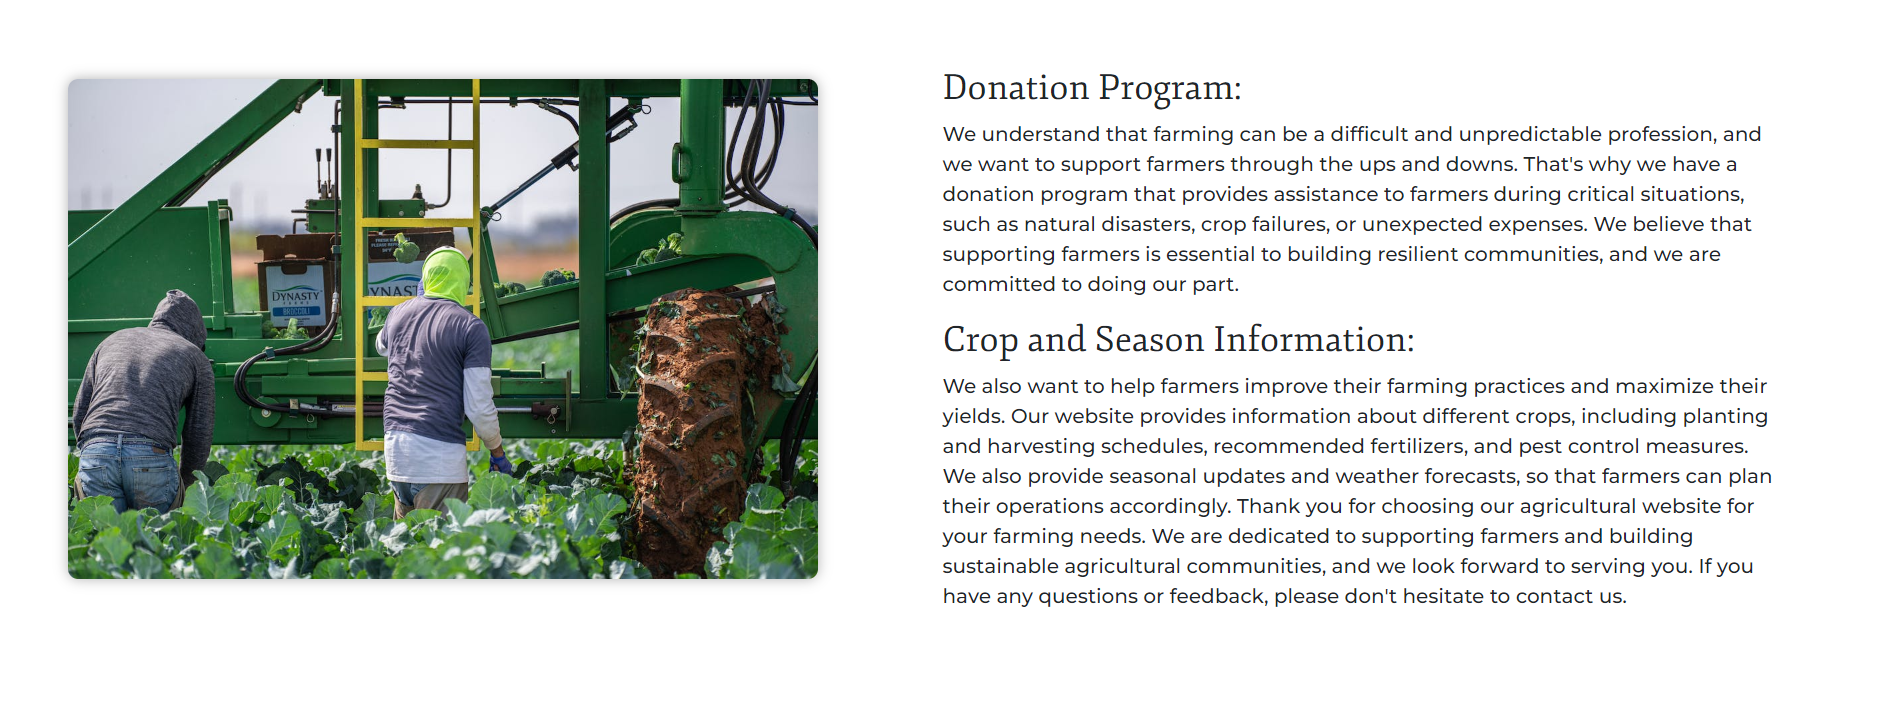 Donation Program:
We understand that farming can be a difficult and unpredictable profession, and
we want to support farmers through the ups and downs. That's why we have a
donation program that provides assistance to farmers during critical situations,
such as natural disasters, crop failures, or unexpected expenses. We believe that
supporting farmers is essential to building resilient communities, and we are
committed to doing our part.
Crop and Season Information:
We also want to help farmers improve their farming practices and maximize their
yields. Our website provides information about different crops, including planting
and harvesting schedules, recommended fertilizers, and pest control measures.
We also provide seasonal updates and weather forecasts, so that farmers can plan
their operations accordingly. Thank you for choosing our agricultural website for
your farming needs. We are dedicated to supporting farmers and building
sustainable agricultural communities, and we look forward to serving you. If you
have any questions or feedback, please don't hesitate to contact us.
DYNASTY
FARMS
BROCCOLI
YNAST